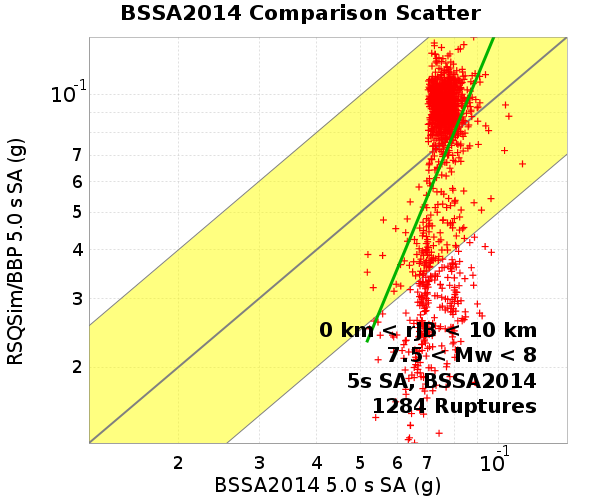 BSSA2014 Comparison Scatter
RSQSim/BBP 5.0 s SA (g)
10-1
7
6
5
4
3
2
0 km < rJB < 10 km
7.5 < Mw < 8
5s SA, BSSA2014
1284 Ruptures
2 3 4 5 6 7 10-1
BSSA2014 5.0 s SA (g)